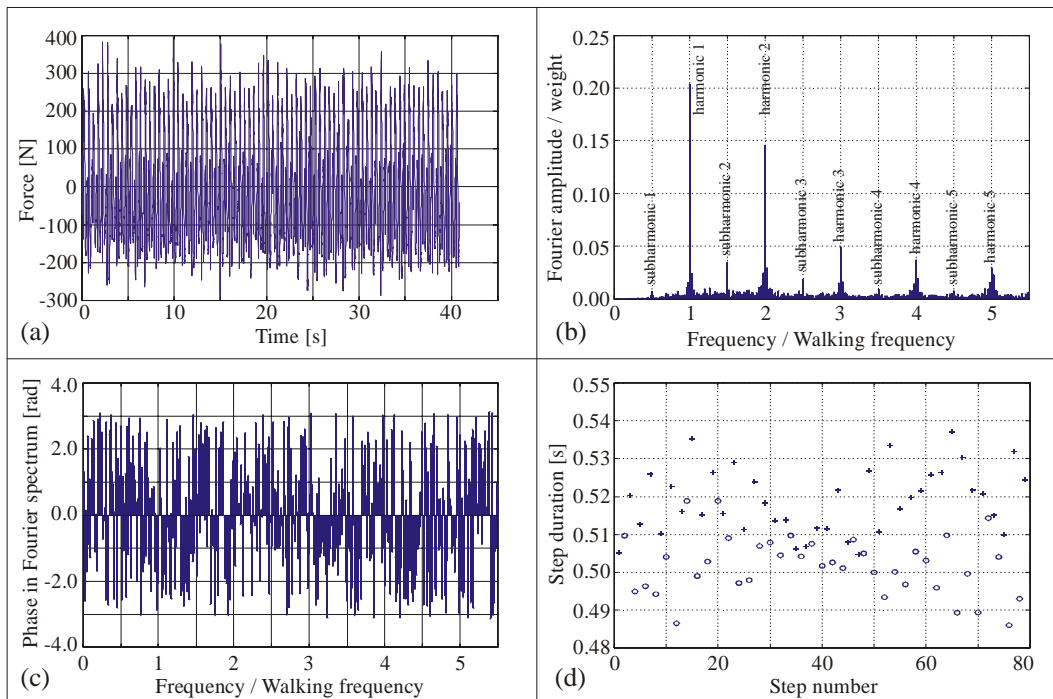 400
300
200
100
0
-100
-200
-300
Force [N]
0
10
20
30
40
Time [s]
(a)
0.25
0.20
0.15
0.10
0.05
0.00
Fourier amplitude / weight
subharmonic 1
harmonic 1
subharmonic 2
harmonic 2
subharmonic 3
harmonic 3
subharmonic 4
harmonic 4
subharmonic 5
harmonic 5
1
2
3
4
5
Frequency / Walking frequency
(b)
4.0
2.0
0.0
-2.0
-4.0
Phase in Fourier spectrum [rad]
0
1
2
3
4
5
Frequency / Walking frequency
(c)
0.55
0.54
0.53
0.52
0.51
0.50
0.49
0.48
Step duration [s]
0
20
40
60
80
Step number
(d)